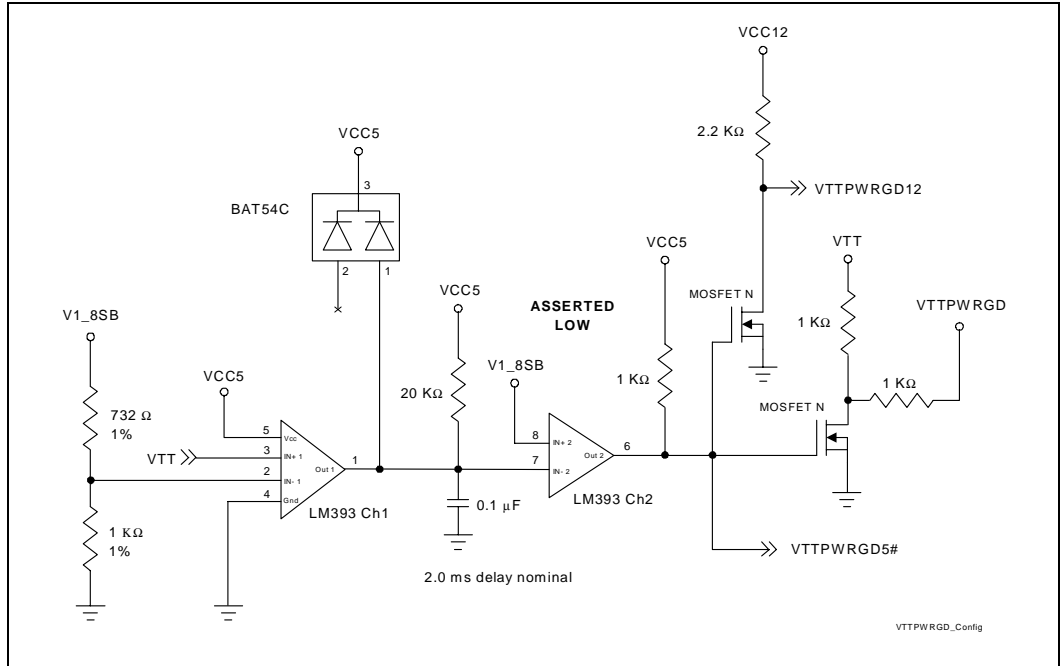 VCC12
2.2 KΩ
VTTPWRGD12
VCC5
3
BAT54C
2
1
VCC5
VTT
MOSFET N
VTTPWRGD
V1_8SB
VCC5
ASSERTED
LOW
1 KΩ
1 KΩ
VCC5
20 KΩ
V1_8SB
1 KΩ
732 Ω
1%
MOSFET N
5
Vcc
VTT
3
IN+ 1
1
Out 1
2
IN- 1
4
Gnd
8
IN+ 2
6
Out 2
7
IN- 2
LM393 Ch1
0.1 µF
LM393 Ch2
1 KΩ
1%
VTTPWRGD5#
2.0 ms delay nominal
VTTPWRGD_Config